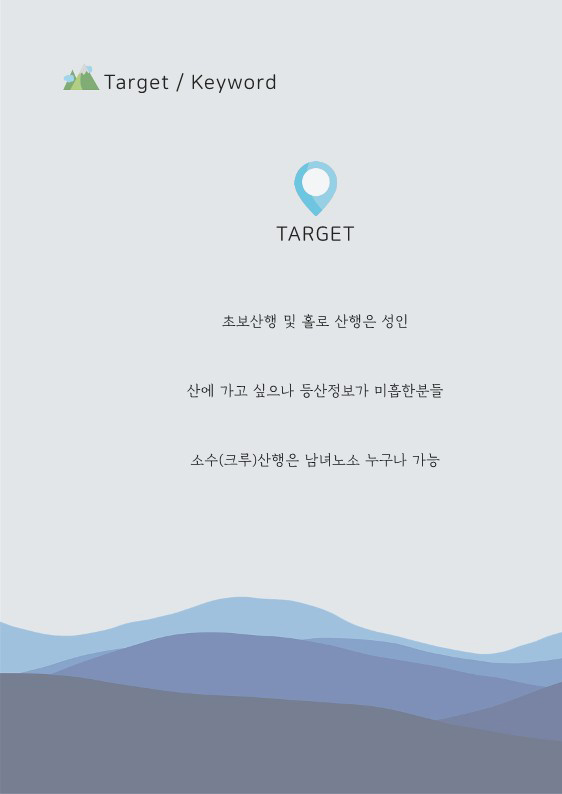 Target / Keyword
TARGET
초보산행 및 홀로 산행은 성인
산에 가고 싶으나 등산정보가 미흡한분들
소수(크루)산행은 남녀노소 누구나 가능